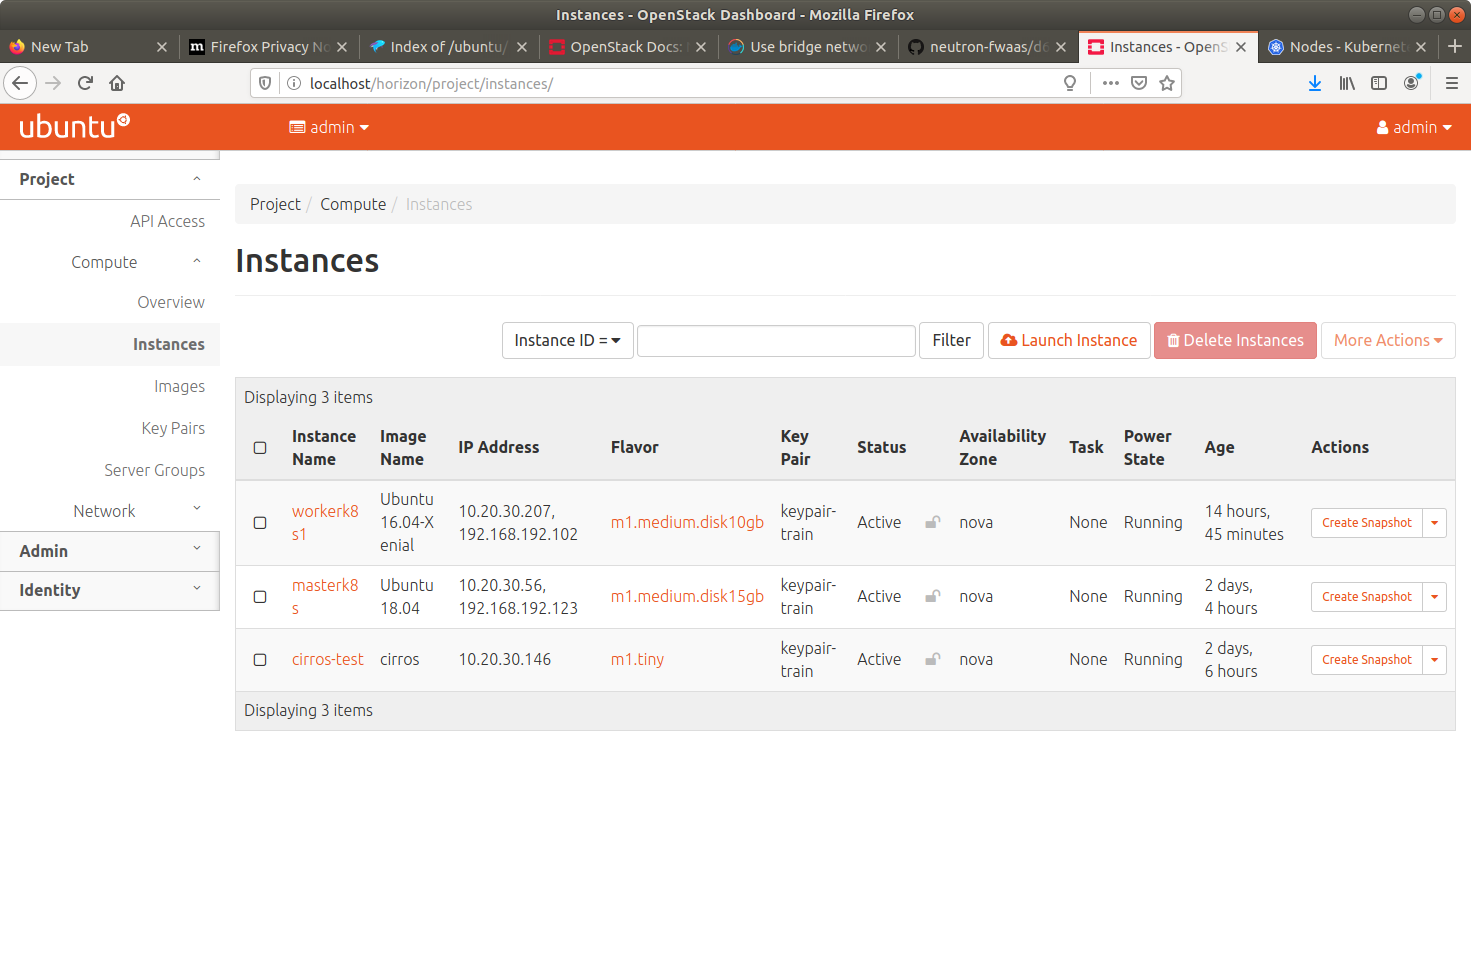 Instances - OpenStack Dashboard - Mozilla Firefox
New Tab
Firefox Privacy No
Index of /ubuntu/
OpenStack Docs:
Use bridge netwo
neutron-fwaas/d
Instances - OpenS
Nodes - Kubernet
localhost/horizon/project/instances/
ubuntu
admin
admin
Project
API Access
Compute
Overview
Instances
Images
Key Pairs
Server Groups
Network
Admin
Identity
Project / Compute / Instances
Instances
Instance ID =
Filter
Launch Instance
Delete Instances
More Actions
Displaying 3 items
Instance Name
Image Name
IP Address
Flavor
Key Pair
Status
Availability Zone
Task
Power State
Age
Actions
workerk8
s1
Ubuntu
16.04-X
enial
10.20.30.207,
192.168.192.102
m1.medium.disk10gb
keypair-
train
Active
nova
None
Running
14 hours,
45 minutes
Create Snapshot
masterk8
s
Ubuntu
18.04
10.20.30.56,
192.168.192.123
m1.medium.disk15gb
keypair-
train
Active
nova
None
Running
2 days,
4 hours
Create Snapshot
cirros-test
cirros
10.20.30.146
m1.tiny
keypair-
train
Active
nova
None
Running
2 days,
6 hours
Create Snapshot
Displaying 3 items